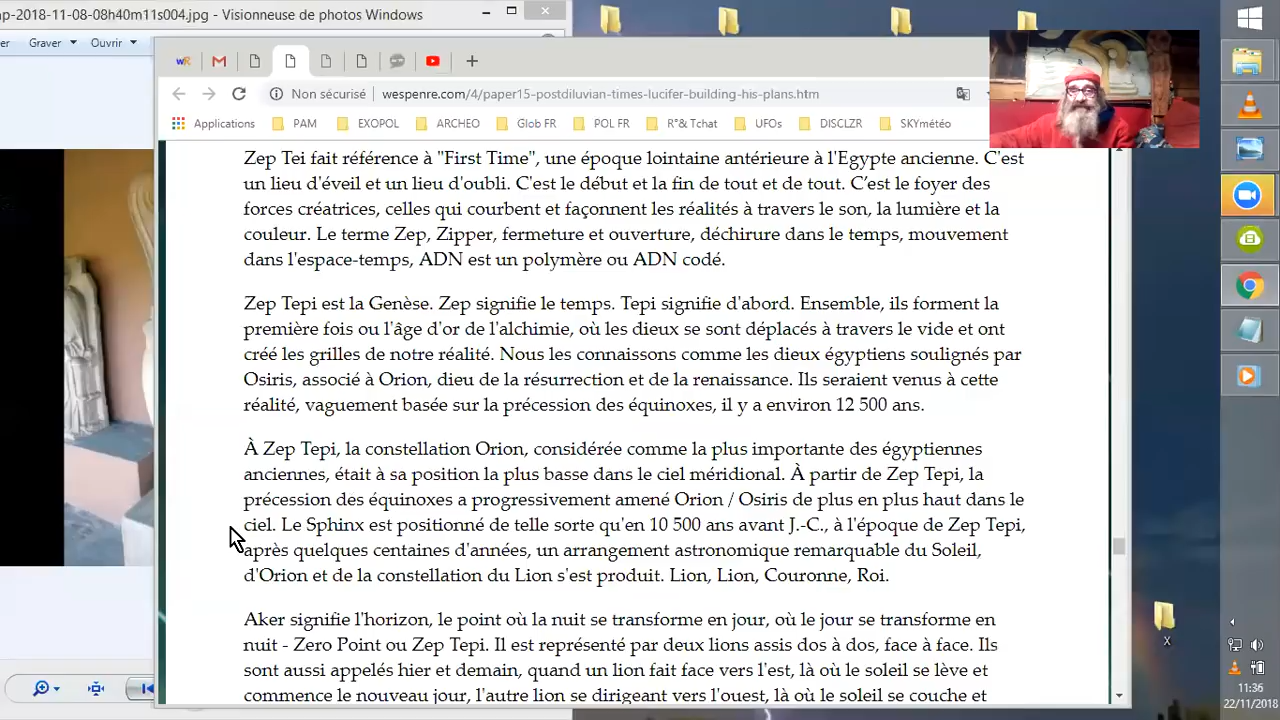 ap-2018-11-08-08h40m11s004.jpg - Visionneuse de photos Windows
Graver
Ouvrir
wespenre.com/4/paper15-postdiluvian-times-lucifer-building-his-plans.htm
Applications
PAM
EXOPOL
ARCHEO
Glob FR
POL FR
R°& Tchat
UFOs
DISCLZR
SKYmétéo
Zep Tëi fait référence à "First Time", une époque lointaine antérieure à l'Egypte ancienne. C'est
un lieu d'éveil et un lieu d'oubli. C'est le début et la fin de tout et de tout. C’est le foyer des
forces créatrices, celles qui courbent et façonnent les réalités à travers le son, la lumière et la
couleur. Le terme Zep, Zipper, fermeture et ouverture, déchirure dans le temps, mouvement
dans l'espace-temps, ADN est un polymère ou ADN codé.
Zep Tepi est la Genèse. Zep signifie le temps. Tepi signifie d'abord. Ensemble, ils forment la
première fois ou l'âge d'or de l'alchimie, où les dieux se sont déplacés à travers le vide et ont
créé les grilles de notre réalité. Nous les connaissons comme les dieux égyptiens soulignés par
Osiris, associé à Orion, dieu de la résurrection et de la renaissance. Ils seraient venus à cette
réalité, vaguement basée sur la précession des équinoxes, il y a environ 12 500 ans.
À Zep Tepi, la constellation Orion, considérée comme la plus importante des égyptiennes
anciennes, était à sa position la plus basse dans le ciel méridional. À partir de Zep Tepi, la
précession des équinoxes a progressivement amené Orion / Osiris de plus en plus haut dans le
ciel. Le Sphinx est positionné de telle sorte qu'en 10 500 ans avant J.-C., à l'époque de Zep Tepi,
après quelques centaines d'années, un arrangement astronomique remarquable du Soleil,
d'Orion et de la constellation du Lion s'est produit. Lion, Lion, Couronne, Roi.
Aker signifie l'horizon, le point où la nuit se transforme en jour, où le jour se transforme en
nuit - Zero Point ou Zep Tepi. Il est représenté par deux lions assis dos à dos, face à face. Ils
sont aussi appelés hier et demain, quand un lion fait face vers l'est, là où le soleil se lève et
commence le nouveau jour, l'autre lion se dirigeant vers l'ouest, là où le soleil se couche et
X
11:36
22/11/2018